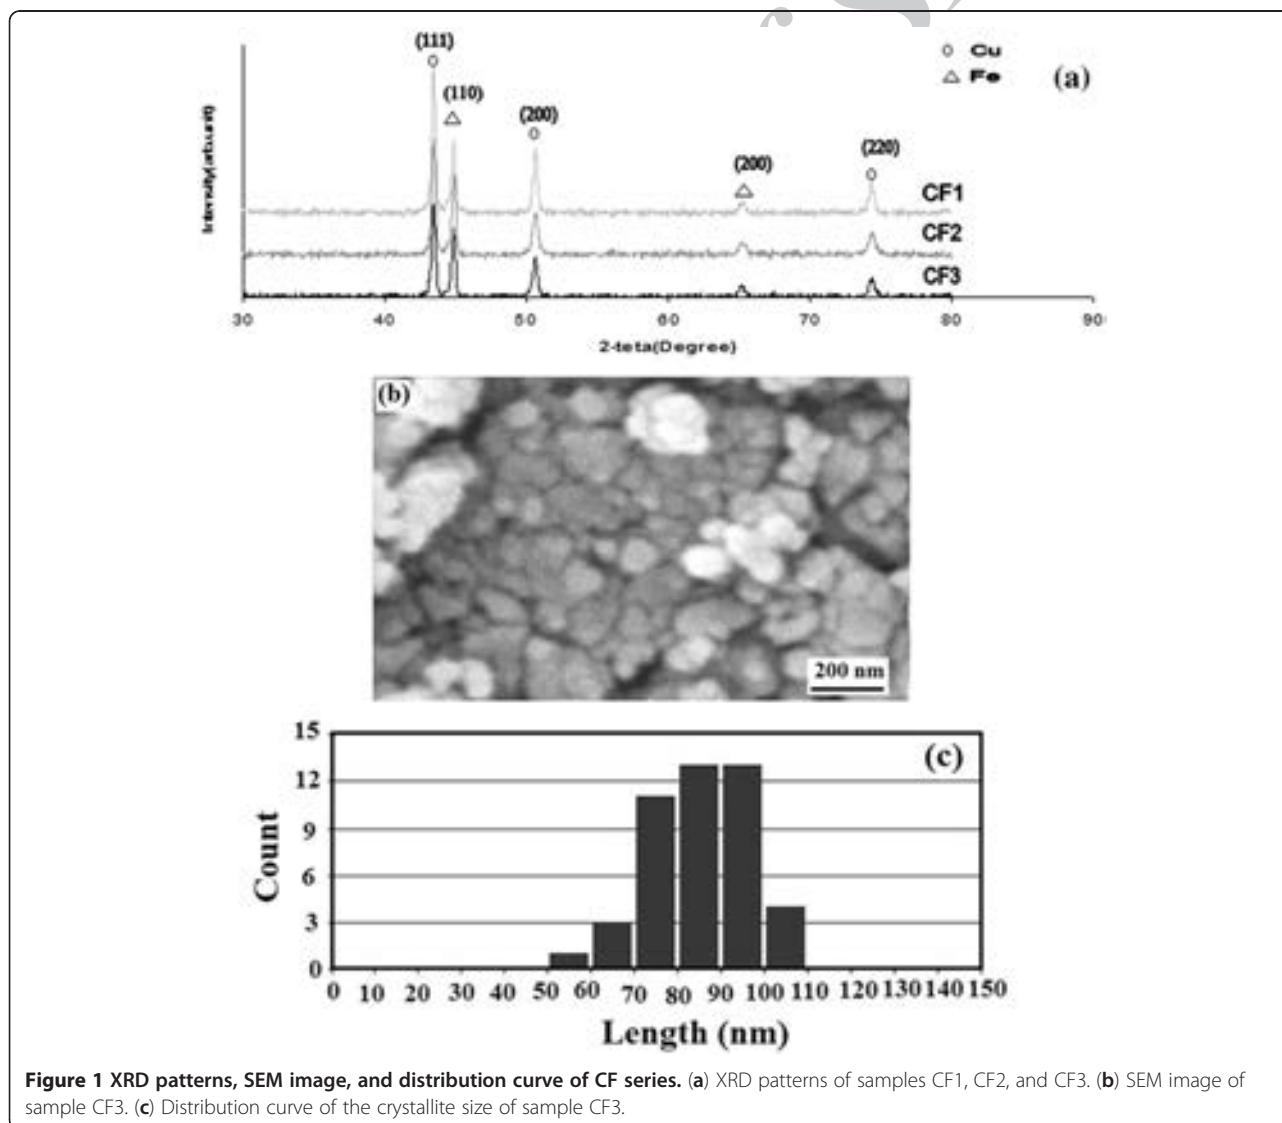 (111)
Cu
Fe
(a)
(110)
(200)
(200)
(220)
Intensity(arb.unit)
CF1
CF2
CF3
30 40 50 60 70 80 90
2-teta(Degree)
(b)
200 nm
15
(c)
12
9
6
3
0
Count
0 10 20 30 40 50 60 70 80 90 100 110 120 130 140 150
Length (nm)
Figure 1 XRD patterns, SEM image, and distribution curve of CF series. (a) XRD patterns of samples CF1, CF2, and CF3. (b) SEM image of
sample CF3. (c) Distribution curve of the crystallite size of sample CF3.